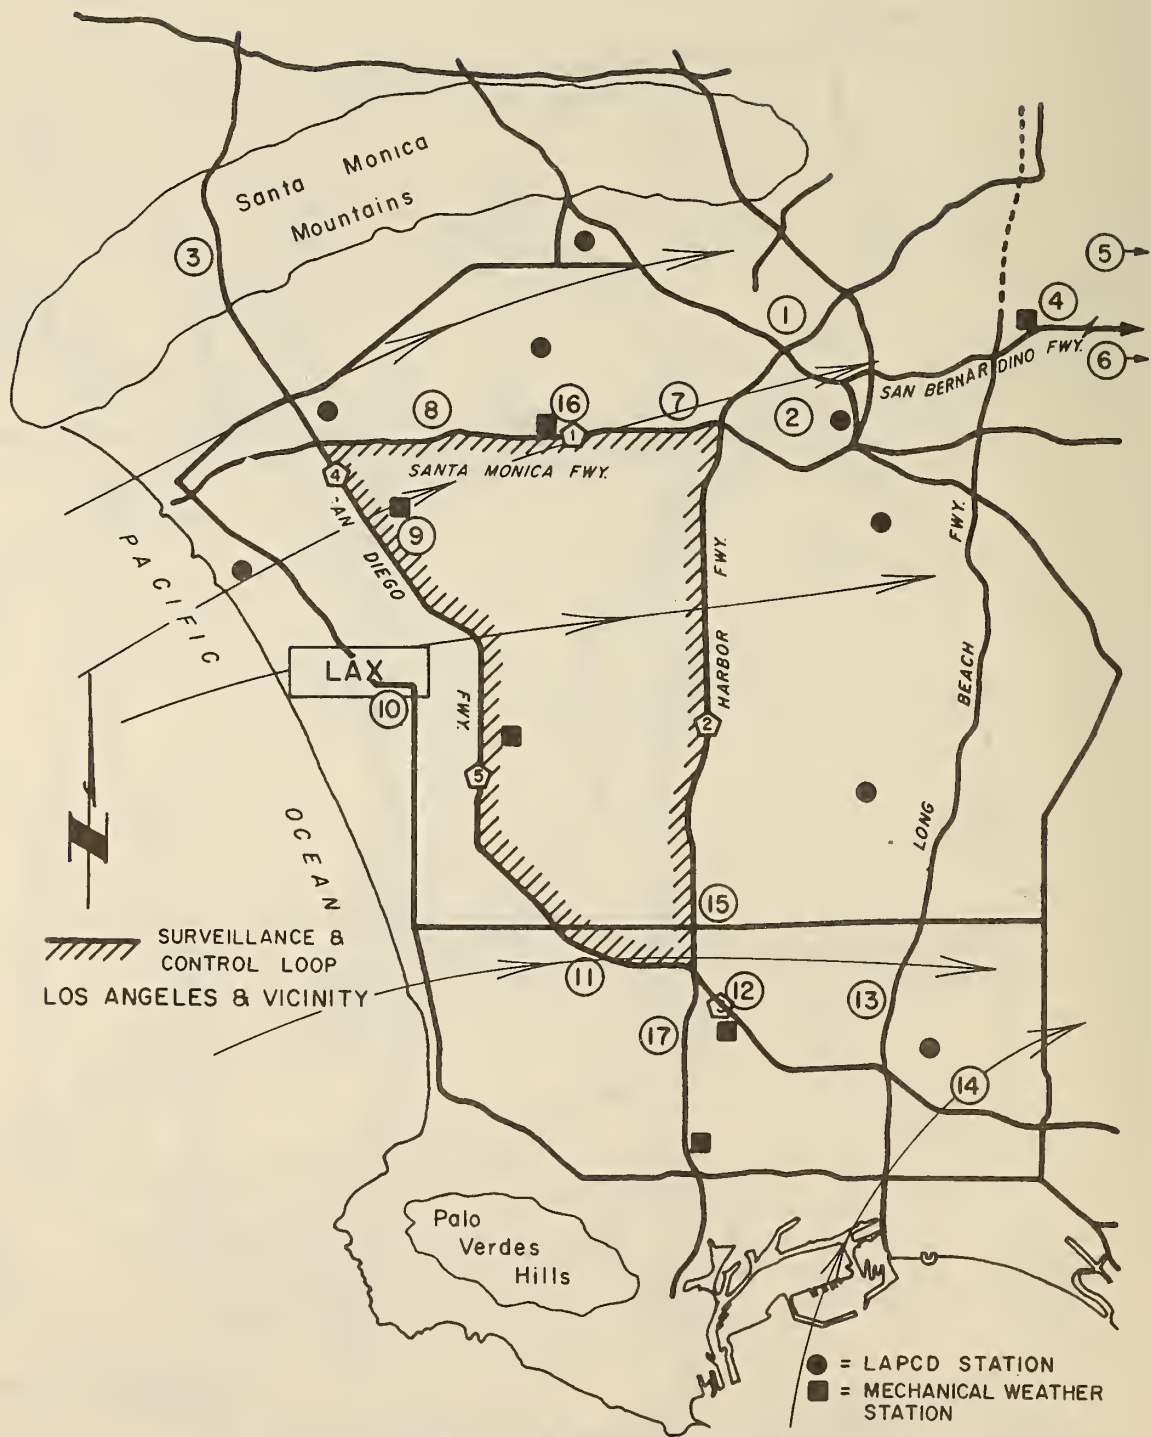 Santa Monica
Mountains
3
5
4
1
6
SAN BERNARDINO FWY.
8
16
7
2
1
SANTA MONICA FWY.
4
-AN DIEGO FWY.
9
PACIFIC OCEAN
HARBOR FWY.
LONG BEACH FWY.
LAX
10
2
5
15
SURVEILLANCE &
CONTROL LOOP
LOS ANGELES & VICINITY
11
12
3
13
17
14
Palo
Verdes
Hills
= LAPCD STATION
= MECHANICAL WEATHER
STATION